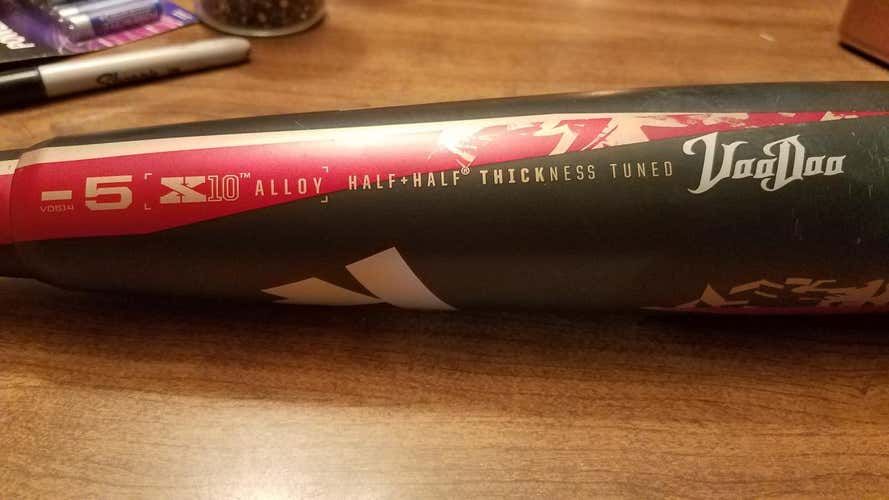 Sharpie
-5 [X10™ ALLOY] HALF+HALF® THICKNESS TUNED VooDoo
VD514